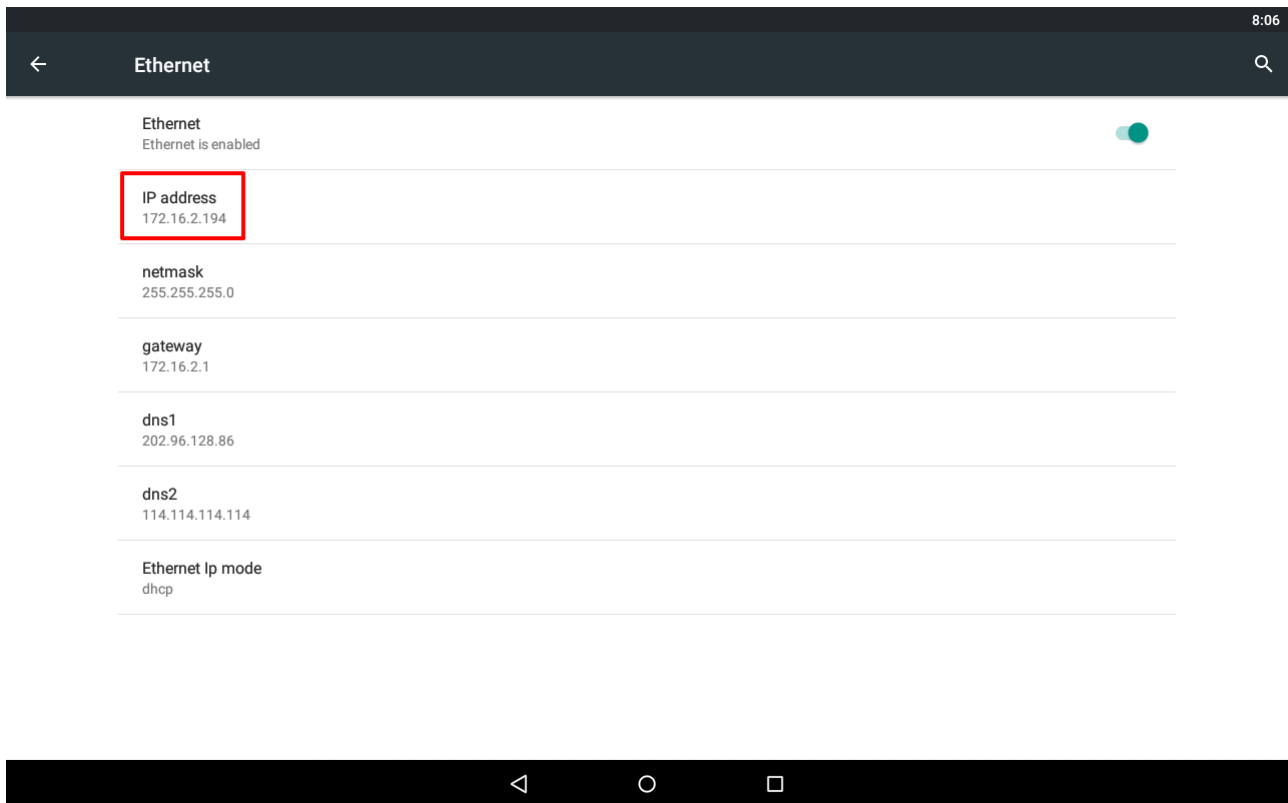 8:06
Ethernet
Ethernet
Ethernet is enabled
IP address
172.16.2.194
netmask
255.255.255.0
gateway
172.16.2.1
dns1
202.96.128.86
dns2
114.114.114.114
Ethernet Ip mode
dhcp